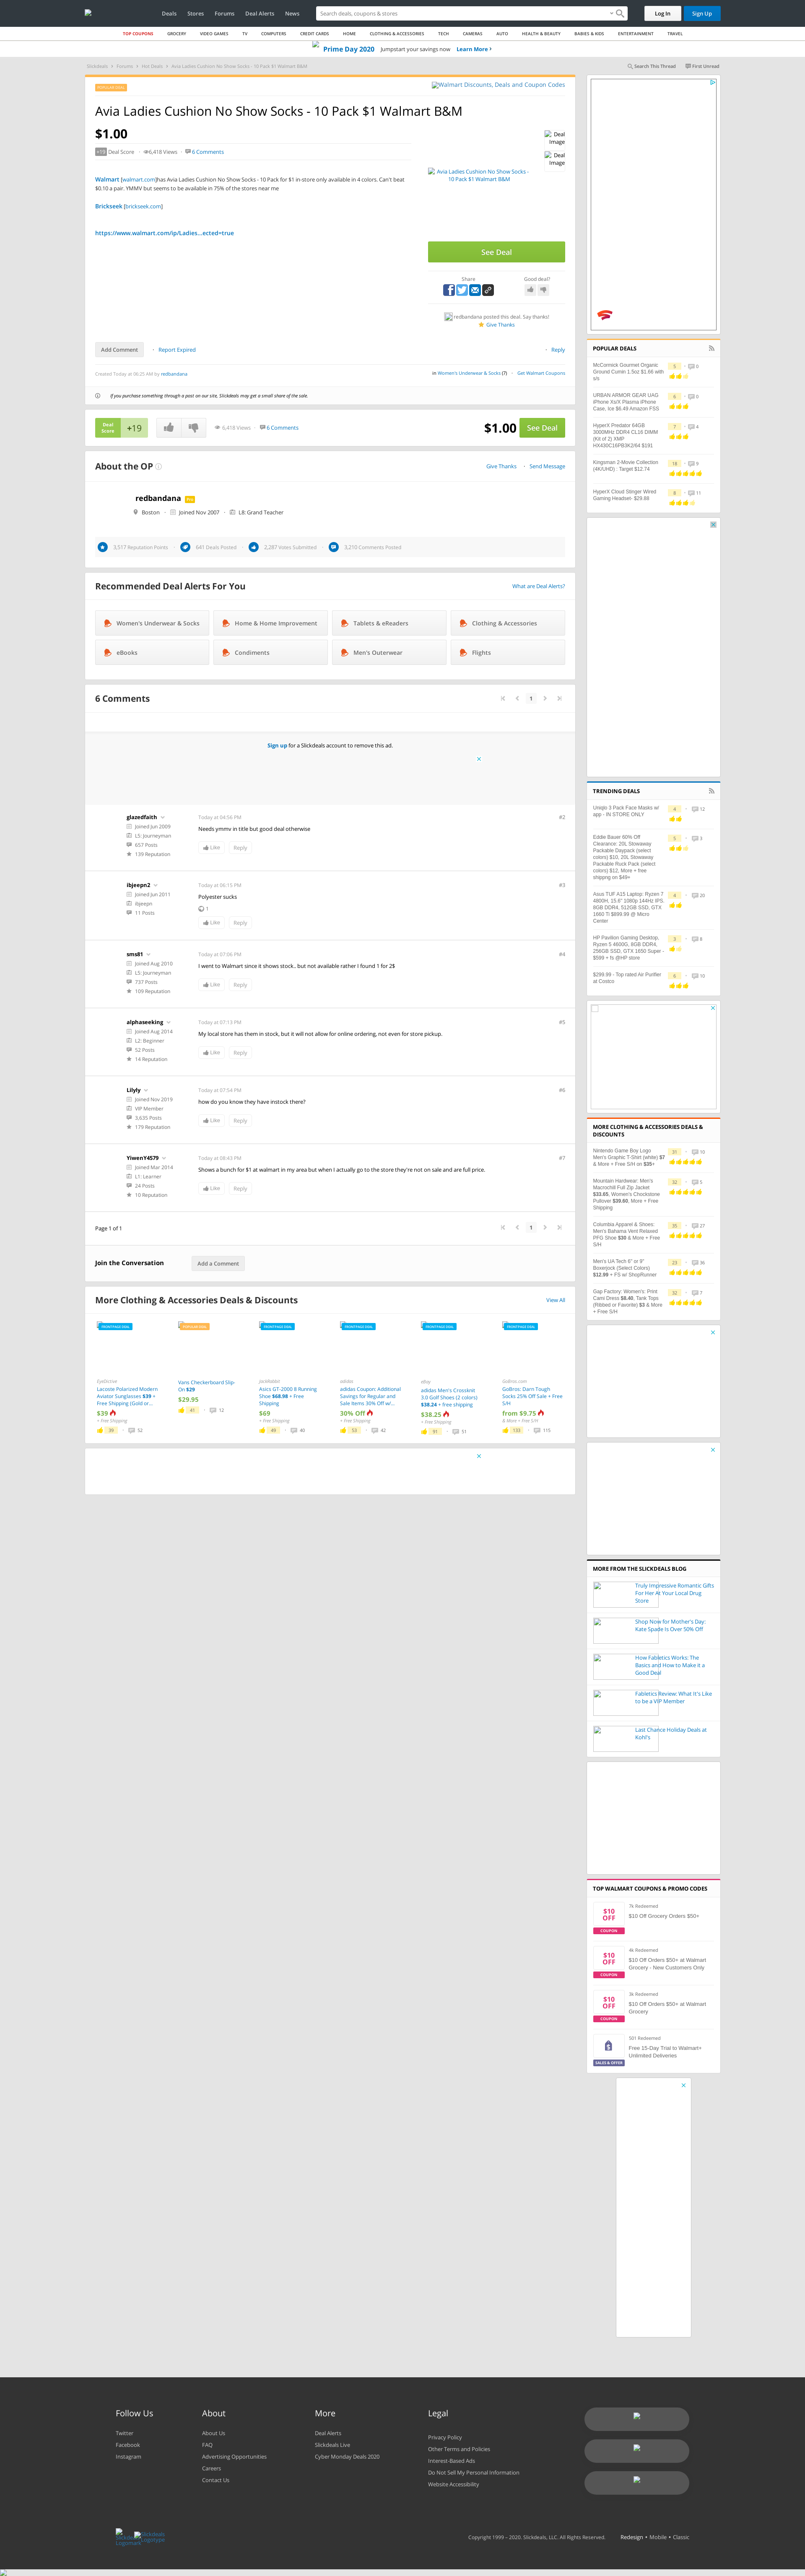 Deals Stores Forums Deal Alerts News
Search deals, coupons & stores
Log In
Sign Up
TOP COUPONS GROCERY VIDEO GAMES TV COMPUTERS CREDIT CARDS HOME CLOTHING & ACCESSORIES TECH CAMERAS AUTO HEALTH & BEAUTY BABIES & KIDS ENTERTAINMENT TRAVEL
Prime Day 2020 Jumpstart your savings now Learn More
Slickdeals Forums Hot Deals Avia Ladies Cushion No Show Socks - 10 Pack $1 Walmart B&M
Search This Thread First Unread
POPULAR DEAL
Walmart Discounts, Deals and Coupon Codes
Avia Ladies Cushion No Show Socks - 10 Pack $1 Walmart B&M
$1.00
+19 Deal Score 6,418 Views 6 Comments
Deal Image
Deal Image
Walmart [walmart.com]has Avia Ladies Cushion No Show Socks - 10 Pack for $1 in-store only available in 4 colors. Can't beat
$0.10 a pair. YMMV but seems to be available in 75% of the stores near me
Brickseek [brickseek.com]
https://www.walmart.com/ip/Ladies...ected=true
Avia Ladies Cushion No Show Socks -
10 Pack $1 Walmart B&M
See Deal
Share
Good deal?
redbandana posted this deal. Say thanks!
Give Thanks
Add Comment Report Expired Reply
Created Today at 06:25 AM by redbandana
in Women's Underwear & Socks (7) Get Walmart Coupons
If you purchase something through a post on our site, Slickdeals may get a small share of the sale.
Deal Score +19 6,418 Views 6 Comments $1.00 See Deal
About the OP Give Thanks Send Message
redbandana PRO
Boston Joined Nov 2007 L8: Grand Teacher
3,517 Reputation Points 641 Deals Posted 2,287 Votes Submitted 3,210 Comments Posted
Recommended Deal Alerts For You What are Deal Alerts?
Women's Underwear & Socks Home & Home Improvement Tablets & eReaders Clothing & Accessories
eBooks Condiments Men's Outerwear Flights
6 Comments 1
Sign up for a Slickdeals account to remove this ad.
glazedfaith Today at 04:56 PM #2
Joined Jun 2009
L5: Journeyman
657 Posts
139 Reputation
Needs ymmv in title but good deal otherwise
Like Reply
ibjeepn2 Today at 06:15 PM #3
Joined Jun 2011
ibjeepn
11 Posts
Polyester sucks
1
Like Reply
sms81 Today at 07:06 PM #4
Joined Aug 2010
L5: Journeyman
737 Posts
109 Reputation
I went to Walmart since it shows stock.. but not available rather I found 1 for 2$
Like Reply
alphaseeking Today at 07:13 PM #5
Joined Aug 2014
L2: Beginner
52 Posts
14 Reputation
My local store has them in stock, but it will not allow for online ordering, not even for store pickup.
Like Reply
Lilyly Today at 07:54 PM #6
Joined Nov 2019
VIP Member
3,635 Posts
179 Reputation
how do you know they have instock there?
Like Reply
YiwenY4579 Today at 08:43 PM #7
Joined Mar 2014
L1: Learner
24 Posts
10 Reputation
Shows a bunch for $1 at walmart in my area but when I actually go to the store they're not on sale and are full price.
Like Reply
Page 1 of 1 1
Join the Conversation Add a Comment
More Clothing & Accessories Deals & Discounts View All
FRONTPAGE DEAL
EyeDictive
Lacoste Polarized Modern
Aviator Sunglasses $39 +
Free Shipping (Gold or...
$39
+ Free Shipping
39 52
POPULAR DEAL
Vans Checkerboard Slip-
On $29
$29.95
41 12
FRONTPAGE DEAL
JackRabbit
Asics GT-2000 8 Running
Shoe $68.98 + Free
Shipping
$69
+ Free Shipping
49 40
FRONTPAGE DEAL
adidas
adidas Coupon: Additional
Savings for Regular and
Sale Items 30% Off w/...
30% Off
+ Free Shipping
53 42
FRONTPAGE DEAL
eBay
adidas Men's Crossknit
3.0 Golf Shoes (2 colors)
$38.24 + free shipping
$38.25
+ Free Shipping
91 51
FRONTPAGE DEAL
GoBros.com
GoBros: Darn Tough
Socks 25% Off Sale + Free
S/H
from $9.75
& More + Free S/H
133 115
POPULAR DEALS
McCormick Gourmet Organic
Ground Cumin 1.5oz $1.66 with
s/s
5 0
URBAN ARMOR GEAR UAG
iPhone Xs/X Plasma iPhone
Case, Ice $6.49 Amazon FSS
6 0
HyperX Predator 64GB
3000MHz DDR4 CL16 DIMM
(Kit of 2) XMP
HX430C16PB3K2/64 $191
7 4
Kingsman 2-Movie Collection
(4K/UHD) : Target $12.74
18 9
HyperX Cloud Stinger Wired
Gaming Headset- $29.88
8 11
TRENDING DEALS
Uniqlo 3 Pack Face Masks w/
app - IN STORE ONLY
4 12
Eddie Bauer 60% Off
Clearance: 20L Stowaway
Packable Daypack (select
colors) $10, 20L Stowaway
Packable Ruck Pack (select
colors) $12, More + free
shippng on $49+
5 3
Asus TUF A15 Laptop: Ryzen 7
4800H, 15.6" 1080p 144Hz IPS,
8GB DDR4, 512GB SSD, GTX
1660 Ti $899.99 @ Micro
Center
4 20
HP Pavilion Gaming Desktop,
Ryzen 5 4600G, 8GB DDR4,
256GB SSD, GTX 1650 Super -
$599 + fs @HP store
3 8
$299.99 - Top rated Air Purifier
at Costco
6 10
MORE CLOTHING & ACCESSORIES DEALS &
DISCOUNTS
Nintendo Game Boy Logo
Men's Graphic T-Shirt (white) $7
& More + Free S/H on $35+
31 10
Mountain Hardwear: Men's
Macrochill Full Zip Jacket
$33.65, Women's Chockstone
Pullover $39.60, More + Free
Shipping
32 5
Columbia Apparel & Shoes:
Men's Bahama Vent Relaxed
PFG Shoe $30 & More + Free
S/H
35 27
Men's UA Tech 6" or 9"
Boxerjock (Select Colors)
$12.99 + FS w/ ShopRunner
23 36
Gap Factory: Women's: Print
Cami Dress $8.40, Tank Tops
(Ribbed or Favorite) $3 & More
+ Free S/H
32 7
MORE FROM THE SLICKDEALS BLOG
Truly Impressive Romantic Gifts
For Her At Your Local Drug
Store
Shop Now for Mother's Day:
Kate Spade Is Over 50% Off!
How Fabletics Works: The
Basics and How to Make it a
Good Deal
Fabletics Review: What It's Like
to be a VIP Member
Last Chance Holiday Deals at
Kohl's
TOP WALMART COUPONS & PROMO CODES
$10 OFF COUPON
7k Redeemed
$10 Off Grocery Orders $50+
$10 OFF COUPON
4k Redeemed
$10 Off Orders $50+ at Walmart
Grocery - New Customers Only
$10 OFF COUPON
3k Redeemed
$10 Off Orders $50+ at Walmart
Grocery
SALES & OFFER
501 Redeemed
Free 15-Day Trial to Walmart+
Unlimited Deliveries
Follow Us
Twitter
Facebook
Instagram
About
About Us
FAQ
Advertising Opportunities
Careers
Contact Us
More
Deal Alerts
Slickdeals Live
Cyber Monday Deals 2020
Legal
Privacy Policy
Other Terms and Policies
Interest-Based Ads
Do Not Sell My Personal Information
Website Accessibility
Slickdeals Logomark
Slickdeals Logotype
Copyright 1999 - 2020. Slickdeals, LLC. All Rights Reserved. Redesign • Mobile • Classic